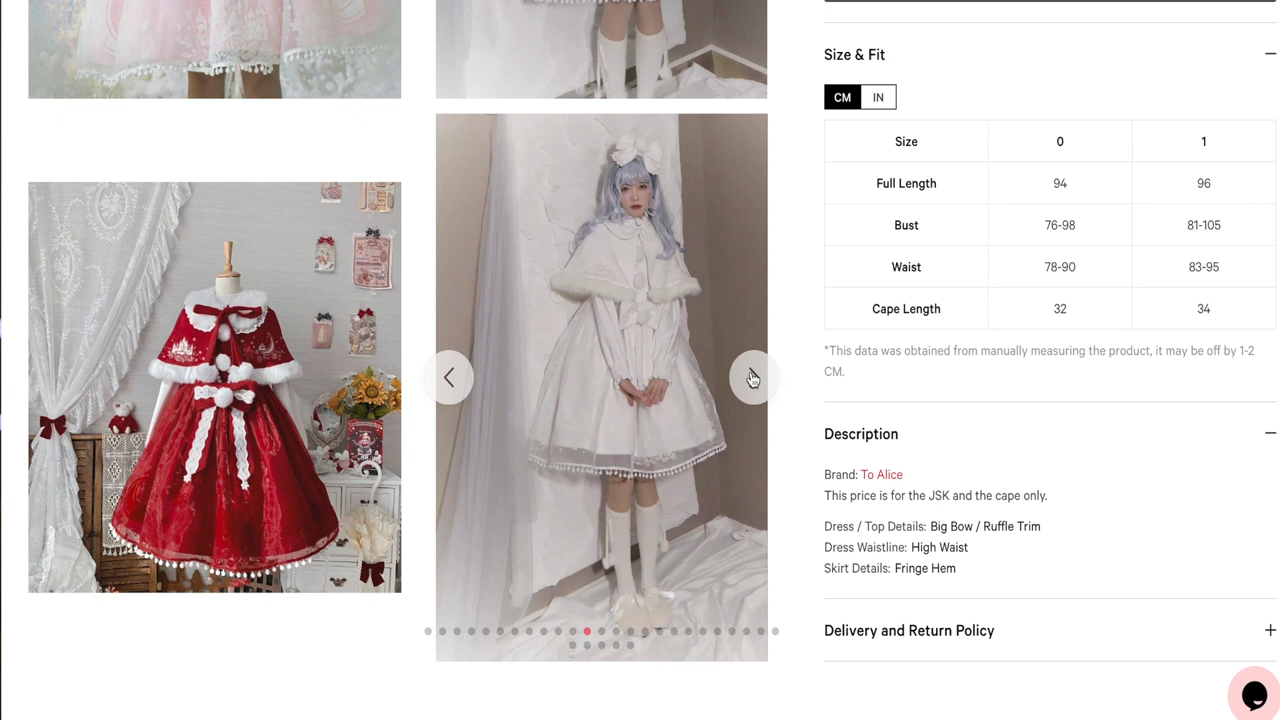 Size & Fit
CM IN
Size 0 1
Full Length 94 96
Bust 76-98 81-105
Waist 78-90 83-95
Cape Length 32 34
*This data was obtained from manually measuring the product, it may be off by 1-2
CM.
Description
Brand: To Alice
This price is for the JSK and the cape only.
Dress / Top Details: Big Bow / Ruffle Trim
Dress Waistline: High Waist
Skirt Details: Fringe Hem
Delivery and Return Policy